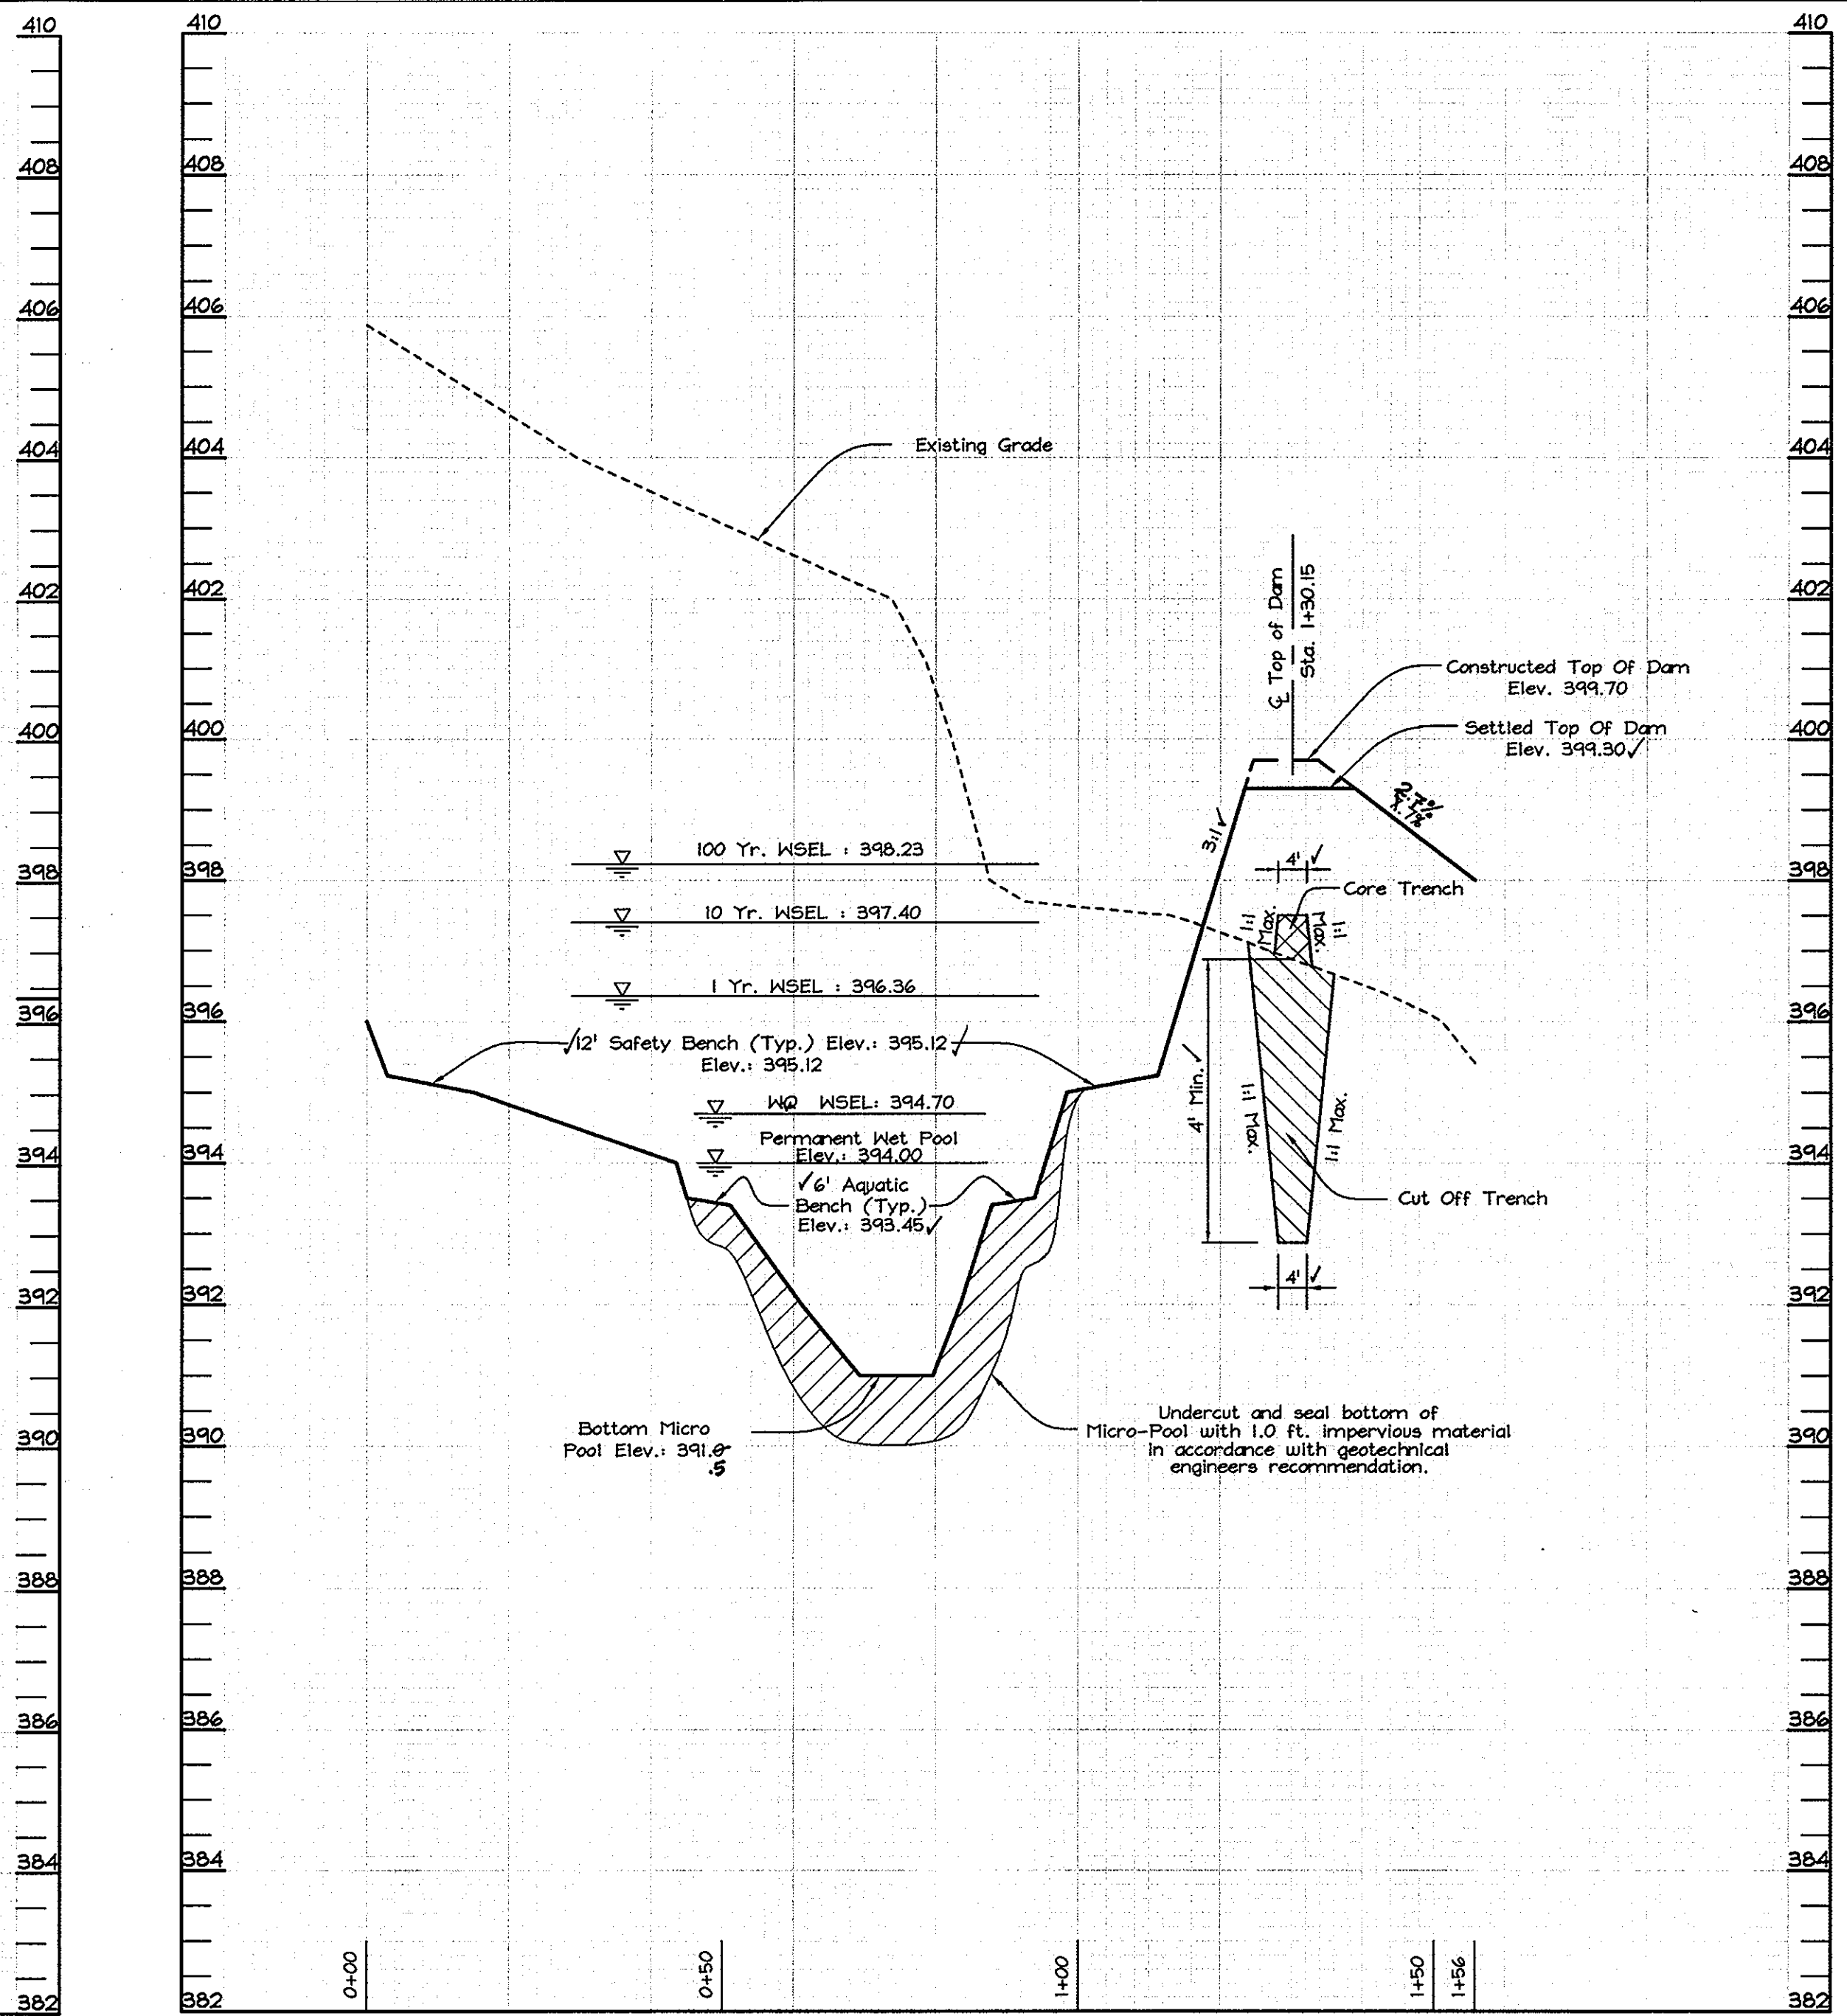 410
408
406
404
402
400
398
396
394
392
390
388
386
384
382
410
408
406
404
402
400
398
396
394
392
390
388
386
384
382
410
408
406
404
402
400
398
396
394
392
390
388
386
384
382
Existing Grade
℄ Top of Dam
Sta. 1+30.15
Constructed Top Of Dam
Elev. 399.70
Settled Top Of Dam
Elev. 399.30✓
3:1✓
100 Yr. WSEL : 398.23
10 Yr. WSEL : 397.40
1 Yr. WSEL : 396.36
4' ✓
Core Trench
1:1
Max.
1:1
Max.
✓12' Safety Bench (Typ.) Elev.: 395.12✓
Elev.: 395.12
WQ WSEL: 394.70
Permanent Wet Pool
Elev.: 394.00
✓6' Aquatic
Bench (Typ.)
Elev.: 393.45✓
4' Min.✓
1:1 Max.
1:1 Max.
Cut Off Trench
4' ✓
Bottom Micro
Pool Elev.: 391.0
.5
Undercut and seal bottom of
Micro-Pool with 1.0 ft. impervious material
in accordance with geotechnical
engineers recommendation.
0+00
0+50
1+00
1+50
1+56